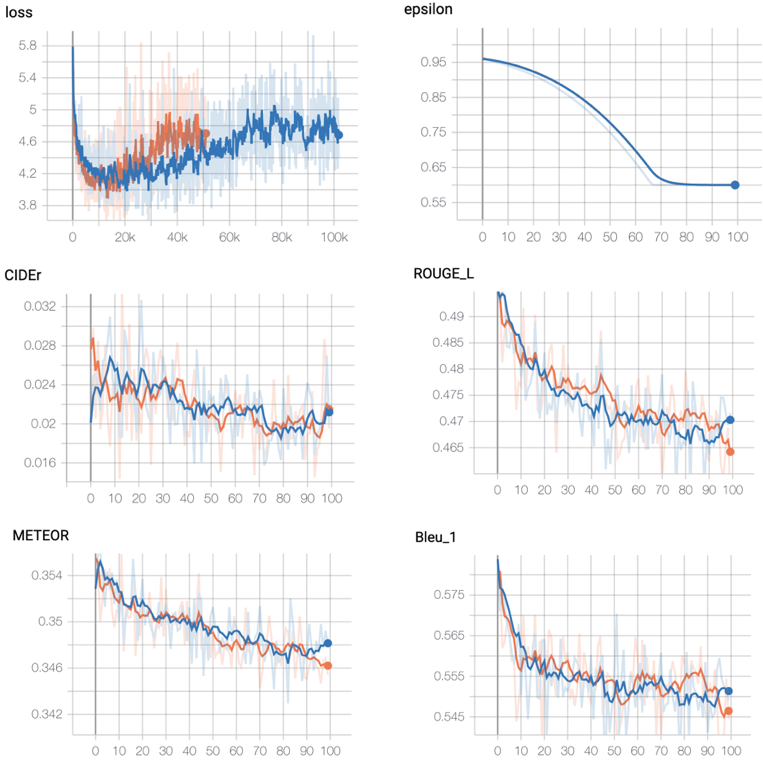 loss
5.8
5.4
5
4.6
4.2
3.8
0 20k 40k 60k 80k 100k
epsilon
0.95
0.85
0.75
0.65
0.55
0 10 20 30 40 50 60 70 80 90 100
CIDEr
0.032
0.028
0.024
0.02
0.016
0 10 20 30 40 50 60 70 80 90 100
ROUGE_L
0.49
0.485
0.48
0.475
0.47
0.465
0 10 20 30 40 50 60 70 80 90 100
METEOR
0.354
0.35
0.346
0.342
0 10 20 30 40 50 60 70 80 90 100
Bleu_1
0.575
0.565
0.555
0.545
0 10 20 30 40 50 60 70 80 90 100